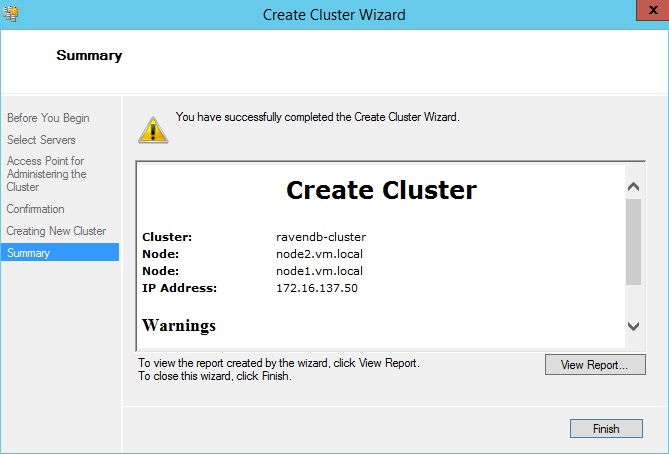 Create Cluster Wizard
x
Summary
Before You Begin
Select Servers
Access Point for
Administering the
Cluster
Confirmation
Creating New Cluster
Summary
You have successfully completed the Create Cluster Wizard.
Create Cluster
Cluster: ravendb-cluster
Node: node2.vm.local
Node: node1.vm.local
IP Address: 172.16.137.50
Warnings
To view the report created by the wizard, click View Report.
To close this wizard, click Finish.
View Report...
Finish